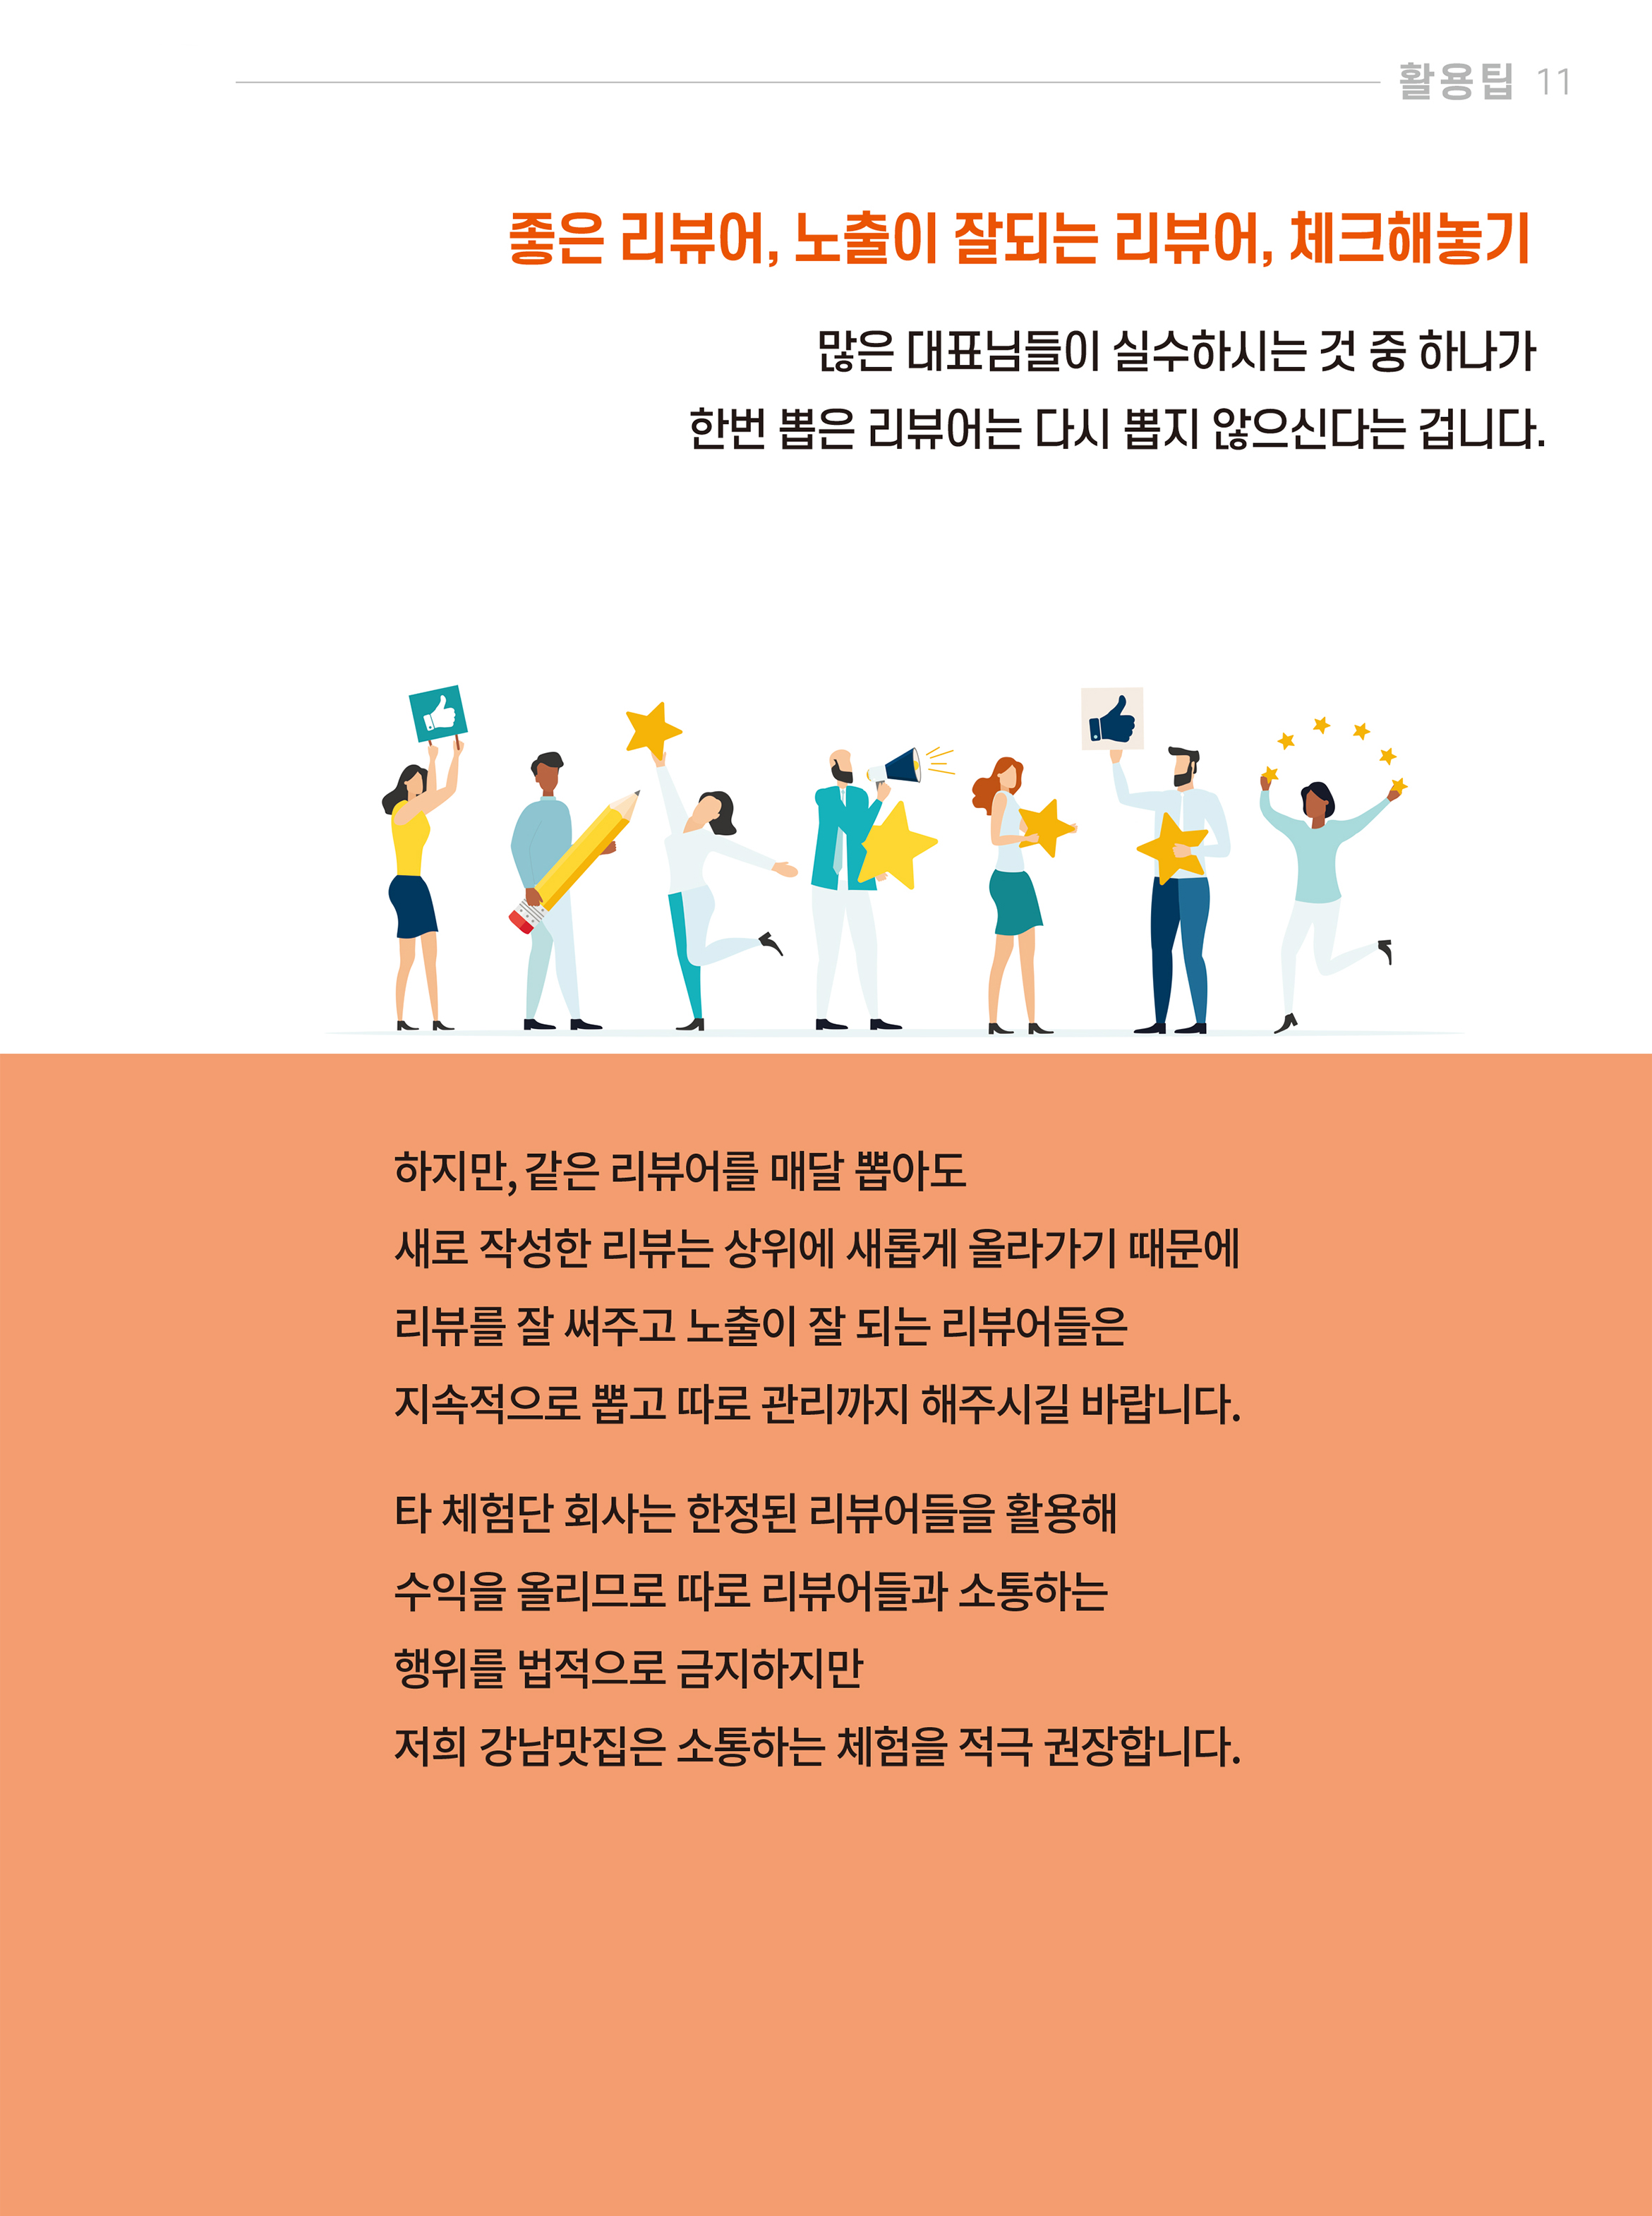 활용팁 11
좋은 리뷰어, 노출이 잘되는 리뷰어, 체크해놓기
많은 대표님들이 실수하시는 것 중 하나가
한번 뽑은 리뷰어는 다시 뽑지 않으신다는 겁니다.
하지만, 같은 리뷰어를 매달 뽑아도
새로 작성한 리뷰는 상위에 새롭게 올라가기 때문에
리뷰를 잘 써주고 노출이 잘 되는 리뷰어들은
지속적으로 뽑고 따로 관리까지 해주시길 바랍니다.
타 체험단 회사는 한정된 리뷰어들을 활용해
수익을 올리므로 따로 리뷰어들과 소통하는
행위를 법적으로 금지하지만
저희 강남맛집은 소통하는 체험을 적극 권장합니다.